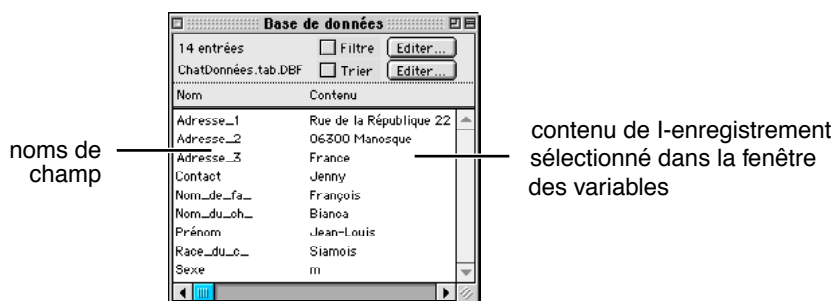 Base de données
14 entrées Filtre Editer...
ChatDonnées.tab.DBF Trier Editer...
Nom Contenu
Adresse_1 Rue de la République 22
Adresse_2 06300 Manosque
Adresse_3 France
Contact Jenny
Nom_de_fa_ François
Nom_du_ch_ Bianca
Prénom Jean-Louis
Race_du_c_ Siamois
Sexe m
noms de
champ
contenu de I-enregistrement
sélectionné dans la fenêtre
des variables